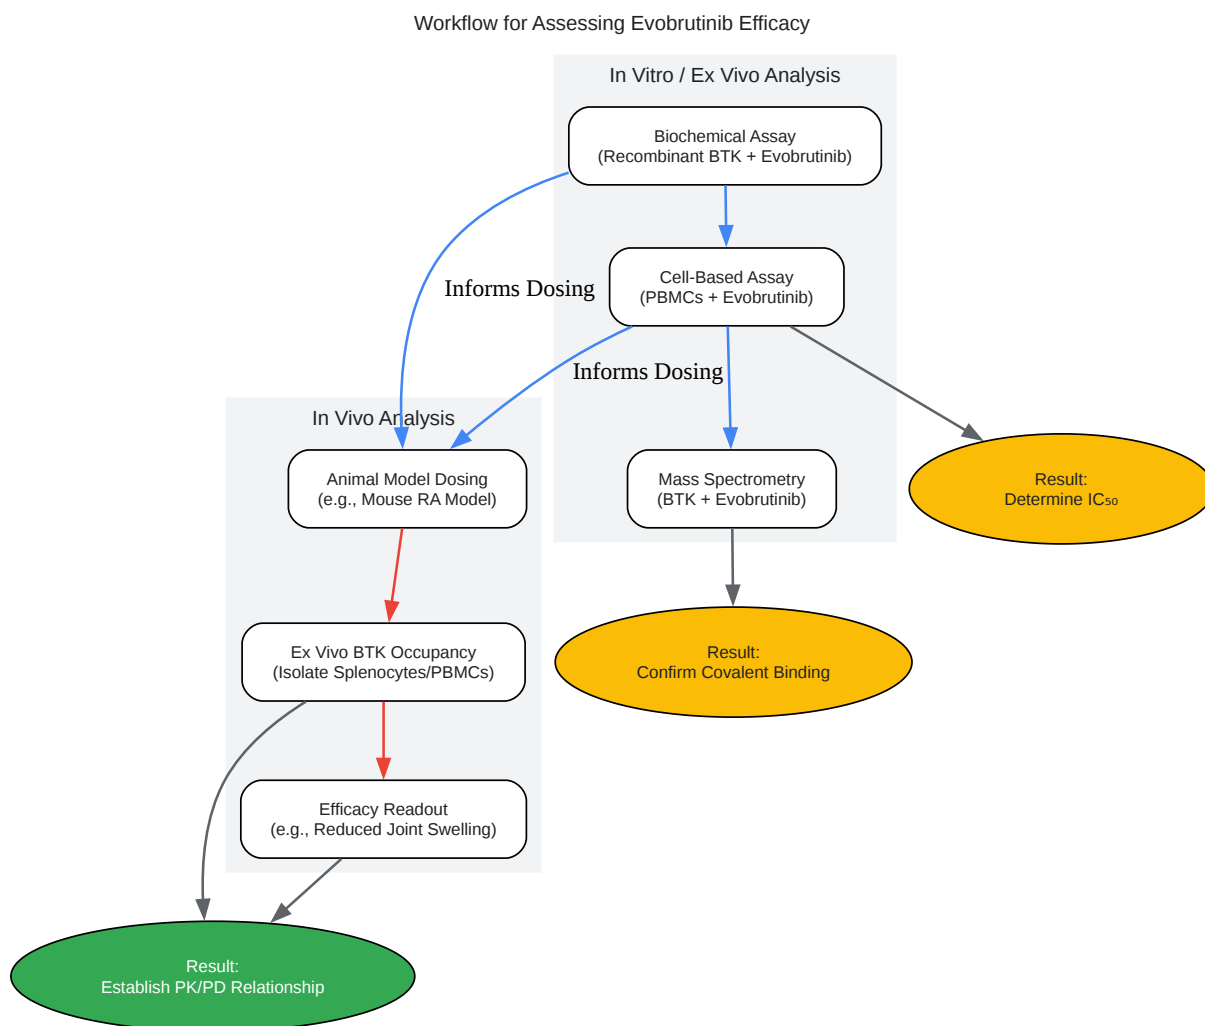 Workflow for Assessing Evobrutinib Efficacy
In Vitro / Ex Vivo Analysis
Biochemical Assay
(Recombinant BTK + Evobrutinib)
Cell-Based Assay
(PBMCs + Evobrutinib)
Informs Dosing
Informs Dosing
In Vivo Analysis
Animal Model Dosing
(e.g., Mouse RA Model)
Mass Spectrometry
(BTK + Evobrutinib)
Result:
Determine IC₅₀
Ex Vivo BTK Occupancy
(Isolate Splenocytes/PBMCs)
Result:
Confirm Covalent Binding
Efficacy Readout
(e.g., Reduced Joint Swelling)
Result:
Establish PK/PD Relationship